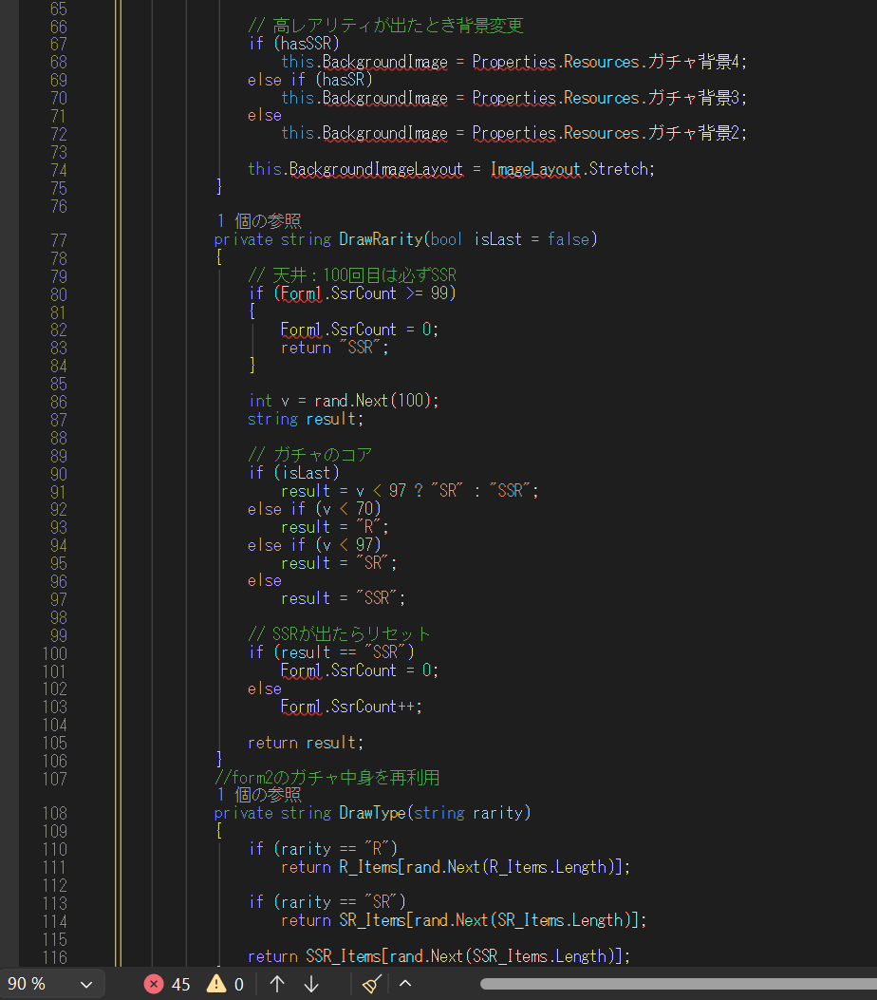 65
66 // 高レアリティが出たとき背景変更
67 if (hasSSR)
68 this.BackgroundImage = Properties.Resources.ガチャ背景4;
69 else if (hasSR)
70 this.BackgroundImage = Properties.Resources.ガチャ背景3;
71 else
72 this.BackgroundImage = Properties.Resources.ガチャ背景2;
73
74 this.BackgroundImageLayout = ImageLayout.Stretch;
75 }
76
1 個の参照
77 private string DrawRarity(bool isLast = false)
78 {
79 // 天井：100回目は必ずSSR
80 if (Form1.SsrCount >= 99)
81 {
82 Form1.SsrCount = 0;
83 return "SSR";
84 }
85
86 int v = rand.Next(100);
87 string result;
88
89 // ガチャのコア
90 if (isLast)
91 result = v < 97 ? "SR" : "SSR";
92 else if (v < 70)
93 result = "R";
94 else if (v < 97)
95 result = "SR";
96 else
97 result = "SSR";
98
99 // SSRが出たらリセット
100 if (result == "SSR")
101 Form1.SsrCount = 0;
102 else
103 Form1.SsrCount++;
104
105 return result;
106 }
107 //form2のガチャ中身を再利用
1 個の参照
108 private string DrawType(string rarity)
109 {
110 if (rarity == "R")
111 return R_Items[rand.Next(R_Items.Length)];
112
113 if (rarity == "SR")
114 return SR_Items[rand.Next(SR_Items.Length)];
115
116 return SSR_Items[rand.Next(SSR_Items.Length)];
90 % 45 0